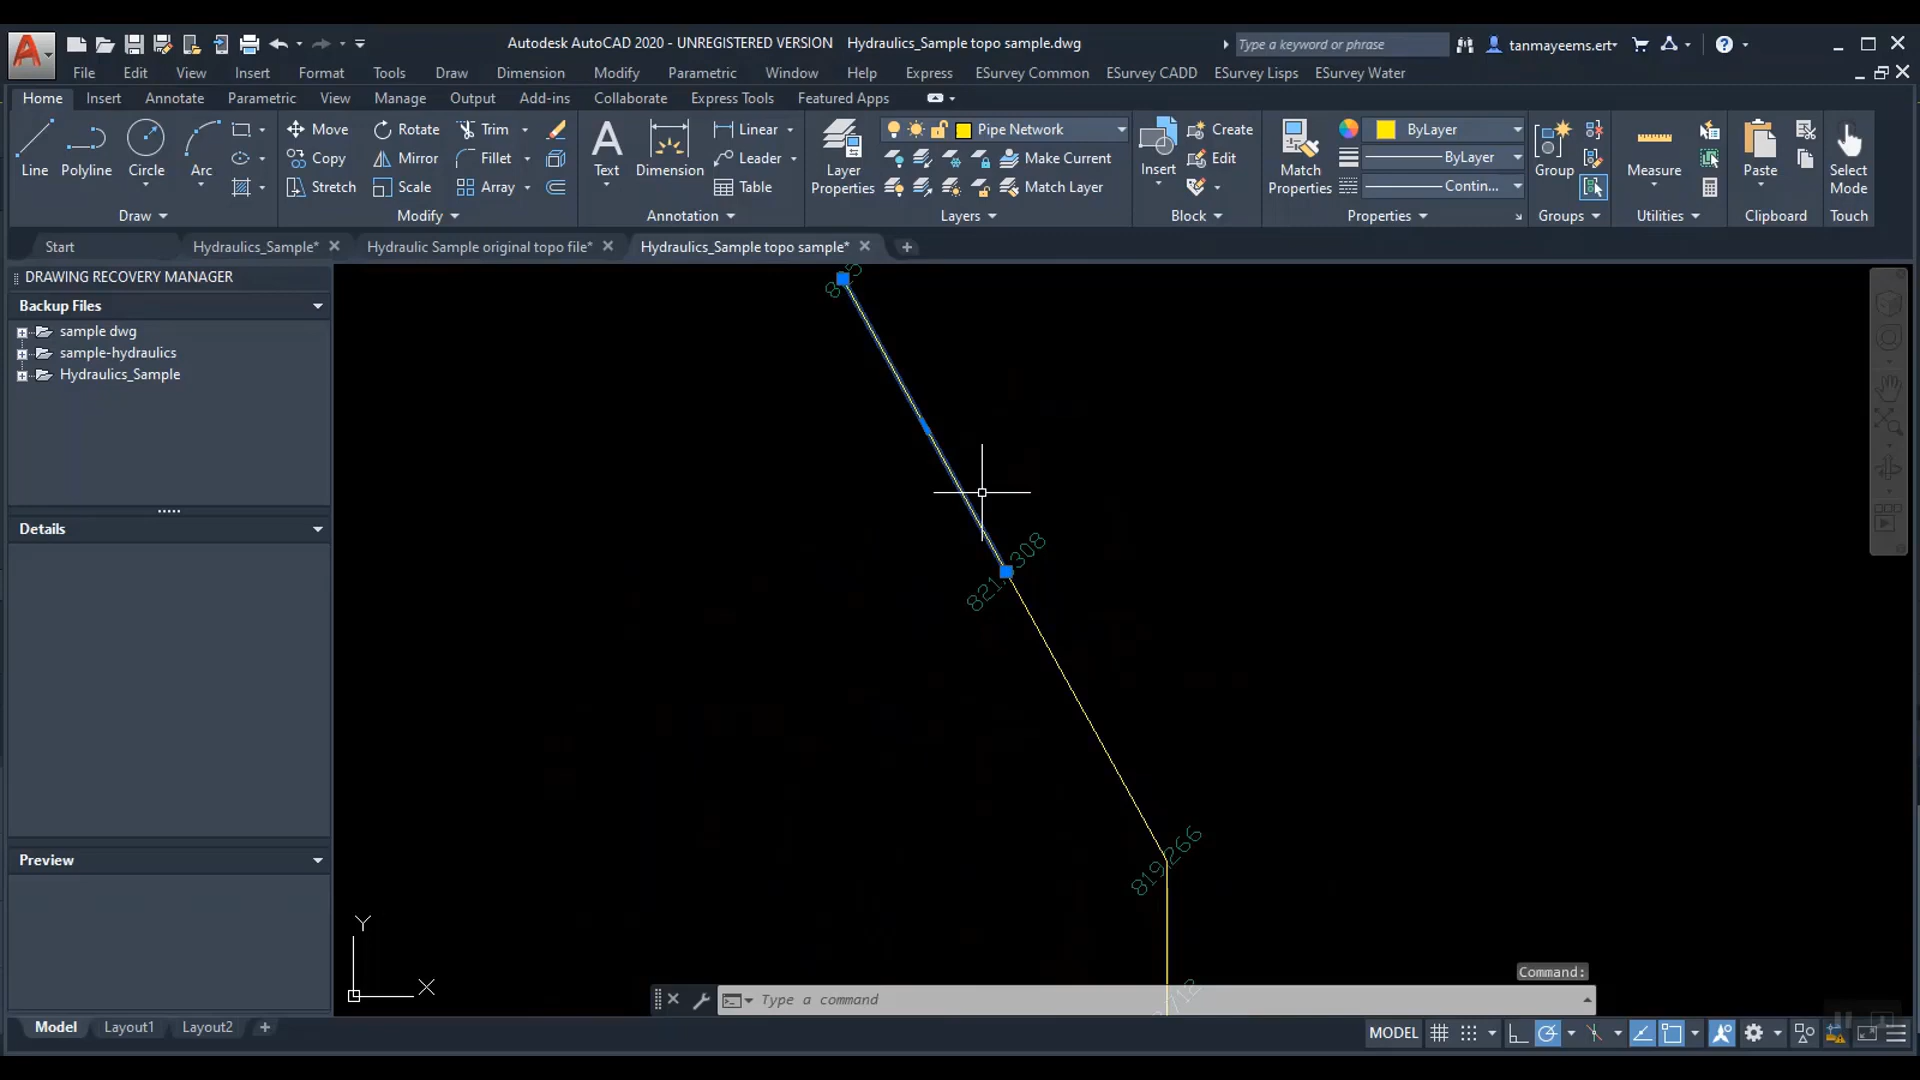 Autodesk AutoCAD 2020 - UNREGISTERED VERSION Hydraulics_Sample topo sample.dwg
Type a keyword or phrase
tanmayeems.ert
File Edit View Insert Format Tools Draw Dimension Modify Parametric Window Help Express ESurvey Common ESurvey CADD ESurvey Lisps ESurvey Water
Home Insert Annotate Parametric View Manage Output Add-ins Collaborate Express Tools Featured Apps
Line
Polyline
Circle
Arc
Draw
Move
Rotate
Trim
Copy
Mirror
Fillet
Stretch
Scale
Array
Modify
Text
Dimension
Linear
Leader
Table
Annotation
Layer
Properties
Pipe Network
Make Current
Match Layer
Layers
Insert
Create
Edit
Block
Match
Properties
ByLayer
ByLayer
Contin...
Properties
Group
Groups
Measure
Utilities
Paste
Clipboard
Select
Mode
Touch
Start
Hydraulics_Sample*
Hydraulic Sample original topo file*
Hydraulics_Sample topo sample*
DRAWING RECOVERY MANAGER
Backup Files
sample dwg
sample-hydraulics
Hydraulics_Sample
Details
Preview
819.266
Y
X
Command:
Type a command
Model Layout1 Layout2
MODEL